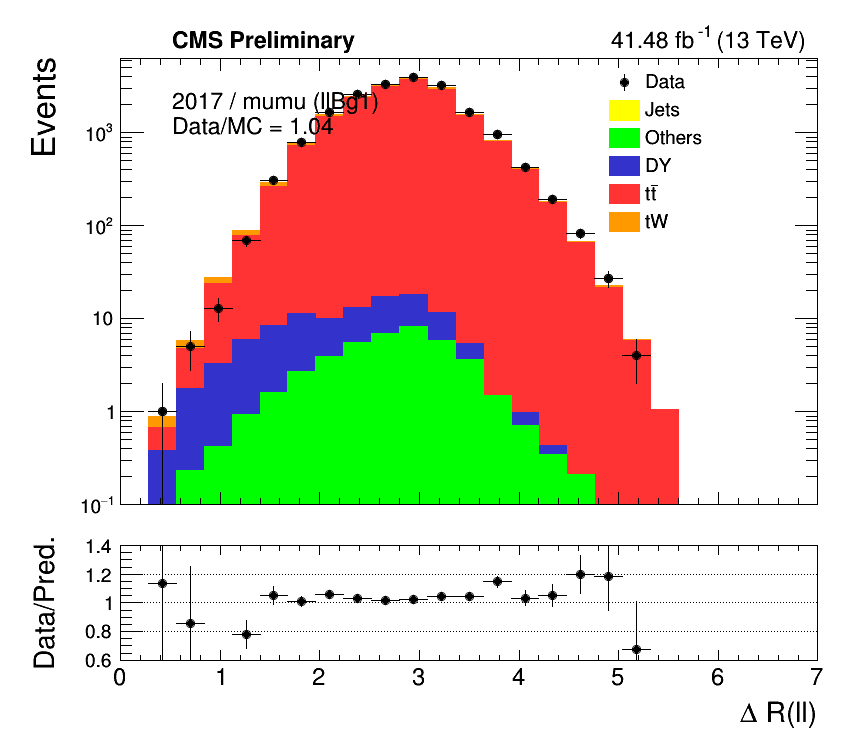 CMS Preliminary
41.48 fb⁻¹ (13 TeV)
Events
2017 / mumu (llBg1)
Data/MC = 1.04
Data
Jets
Others
DY
tt̄
tW
10³
10²
10
1
10⁻¹
Data/Pred.
1.4
1.2
1
0.8
0.6
0 1 2 3 4 5 6 7
Δ R(ll)